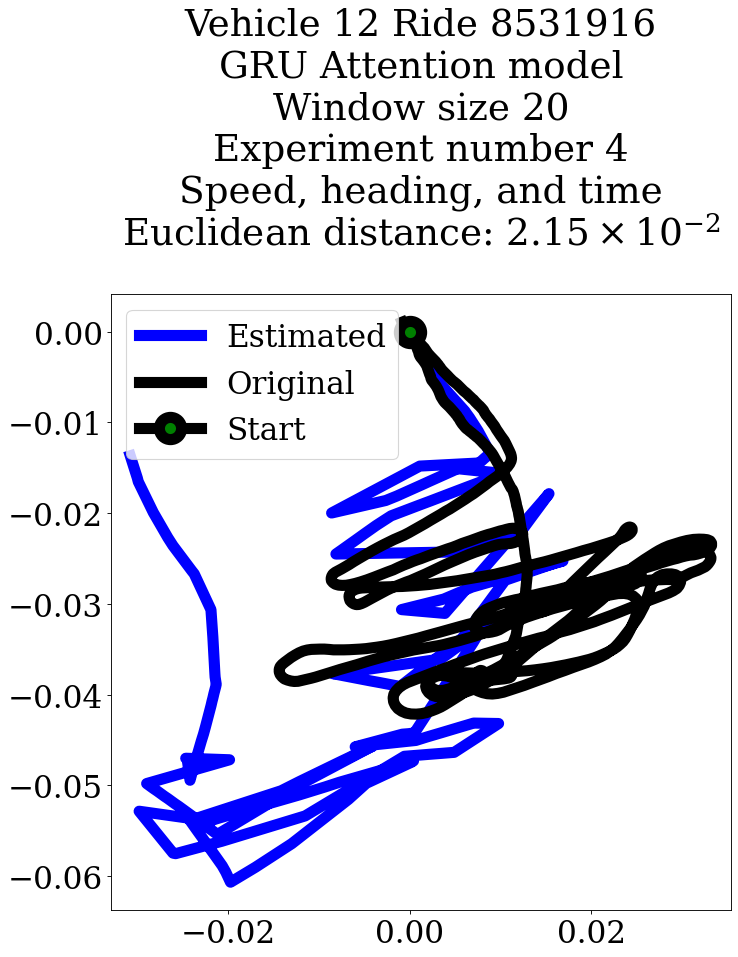 Vehicle 12 Ride 8531916
GRU Attention model
Window size 20
Experiment number 4
Speed, heading, and time
Euclidean distance: 2.15 × 10⁻²
Estimated
Original
Start
0.00
−0.01
−0.02
−0.03
−0.04
−0.05
−0.06
−0.02
0.00
0.02